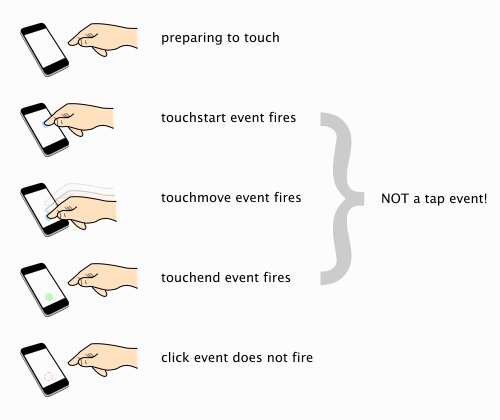 preparing to touch
touchstart event fires
touchmove event fires
NOT a tap event!
touchend event fires
click event does not fire